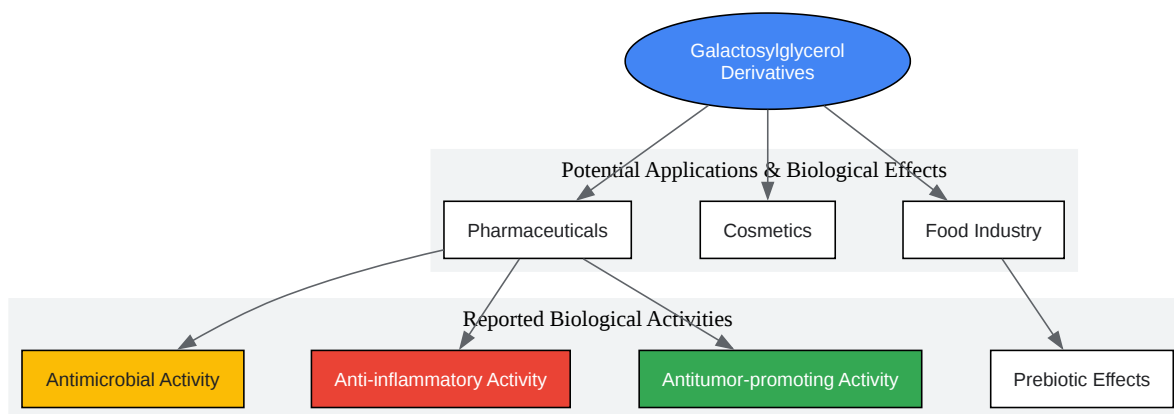 Galactosylglycerol
Derivatives
Potential Applications & Biological Effects
Pharmaceuticals
Cosmetics
Food Industry
Reported Biological Activities
Antimicrobial Activity
Anti-inflammatory Activity
Antitumor-promoting Activity
Prebiotic Effects